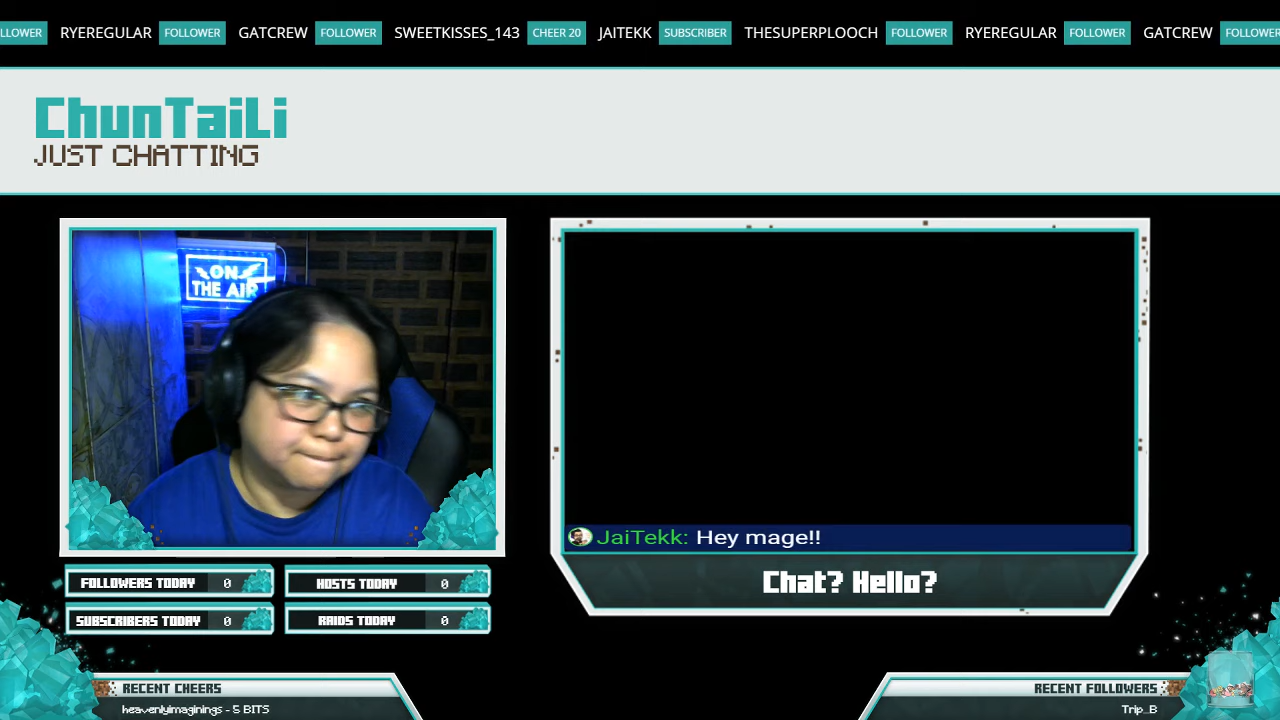 LLOWER RYEREGULAR FOLLOWER GATCREW FOLLOWER SWEETKISSES_143 CHEER 20 JAITEKK SUBSCRIBER THESUPERPLOOCH FOLLOWER RYEREGULAR FOLLOWER GATCREW FOLLOWER
ChunTaiLi
JUST CHATTING
ON
THE AIR
JaiTekk: Hey mage!!
Chat? Hello?
FOLLOWERS TODAY 0
HOSTS TODAY 0
SUBSCRIBERS TODAY 0
RAIDS TODAY 0
RECENT CHEERS
heavenlyimaginings - 5 BITS
RECENT FOLLOWERS
Trip_B